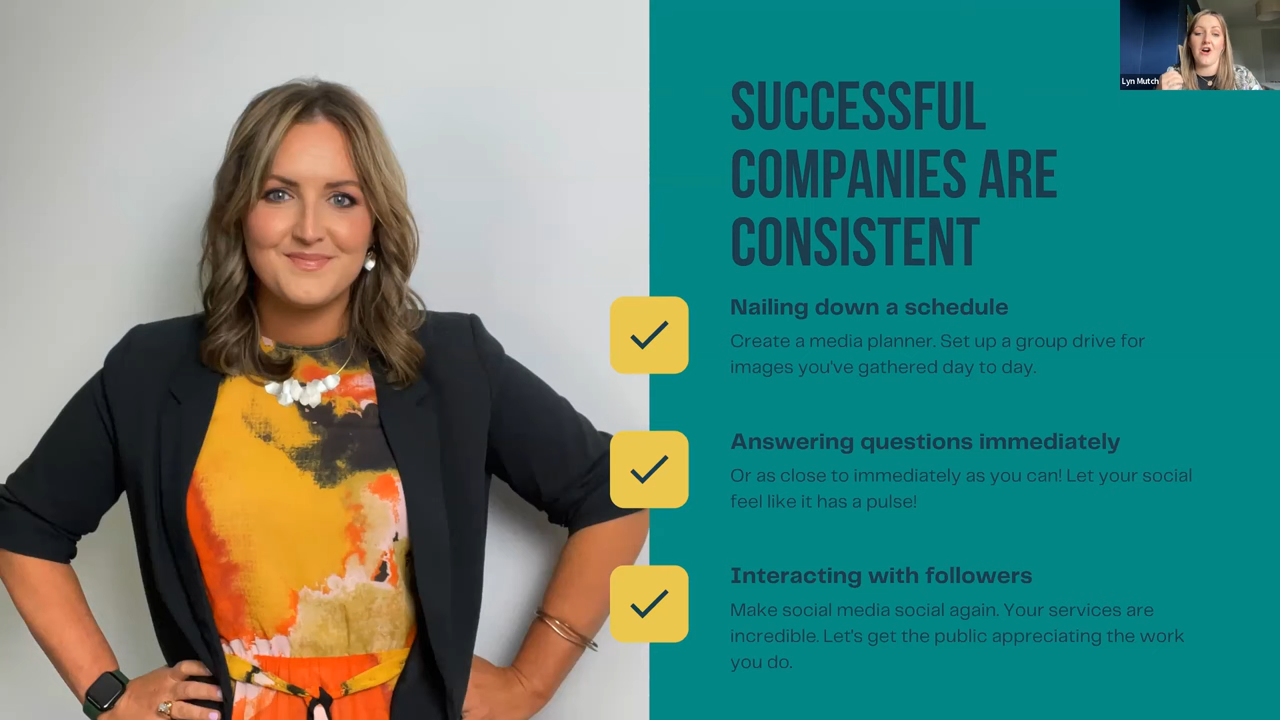 Lyn Mutch
SUCCESSFUL
COMPANIES ARE
CONSISTENT
Nailing down a schedule
Create a media planner. Set up a group drive for
images you've gathered day to day.
Answering questions immediately
Or as close to immediately as you can! Let your social
feel like it has a pulse!
Interacting with followers
Make social media social again. Your services are
incredible. Let's get the public appreciating the work
you do.